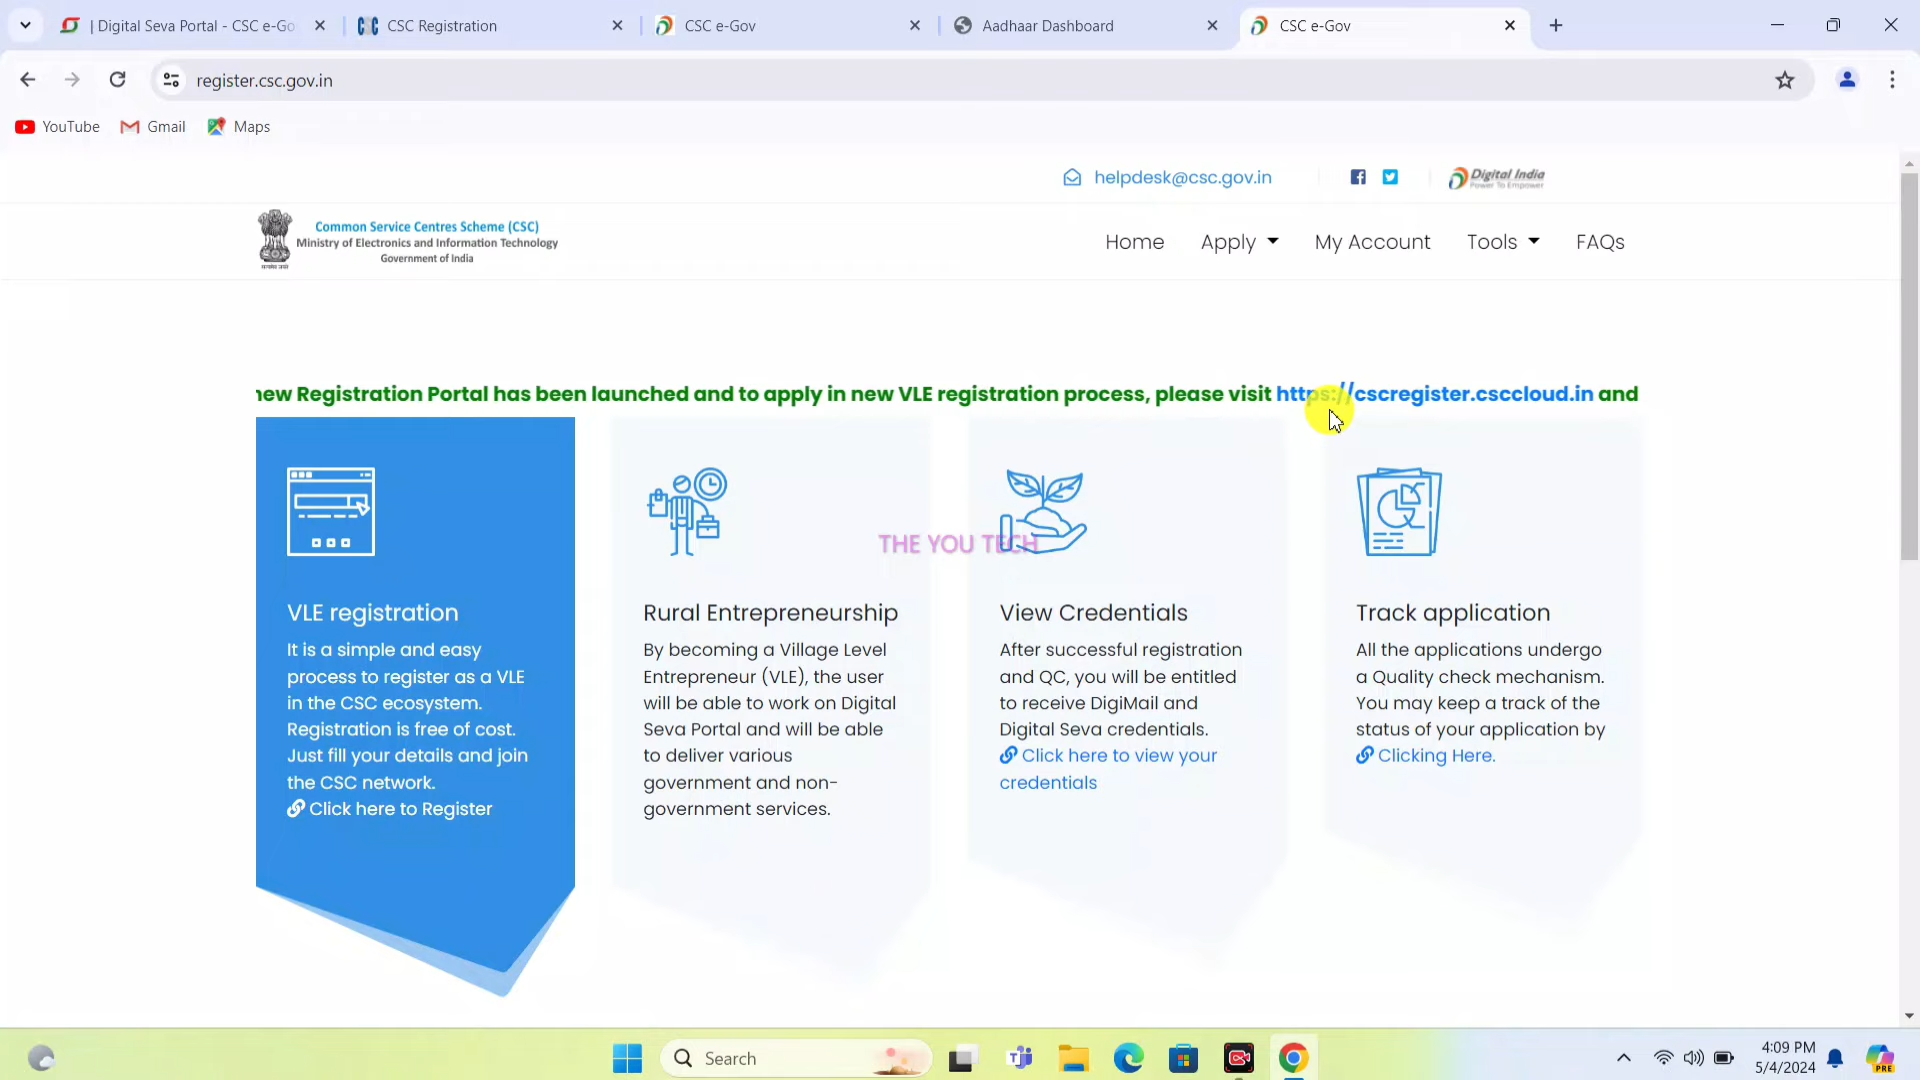 | Digital Seva Portal - CSC e-Go
CSC Registration
CSC e-Gov
Aadhaar Dashboard
CSC e-Gov
register.csc.gov.in
YouTube
Gmail
Maps
helpdesk@csc.gov.in
Digital India
Power To Empower
Common Service Centres Scheme (CSC)
Ministry of Electronics and Information Technology
Government of India
Home
Apply
My Account
Tools
FAQs
new Registration Portal has been launched and to apply in new VLE registration process, please visit https://cscregister.csccloud.in and
VLE registration
It is a simple and easy
process to register as a VLE
in the CSC ecosystem.
Registration is free of cost.
Just fill your details and join
the CSC network.
Click here to Register
Rural Entrepreneurship
By becoming a Village Level
Entrepreneur (VLE), the user
will be able to work on Digital
Seva Portal and will be able
to deliver various
government and non-
government services.
View Credentials
After successful registration
and QC, you will be entitled
to receive DigiMail and
Digital Seva credentials.
Click here to view your
credentials
Track application
All the applications undergo
a Quality check mechanism.
You may keep a track of the
status of your application by
Clicking Here.
THE YOU TECH
Search
4:09 PM
5/4/2024
PRE